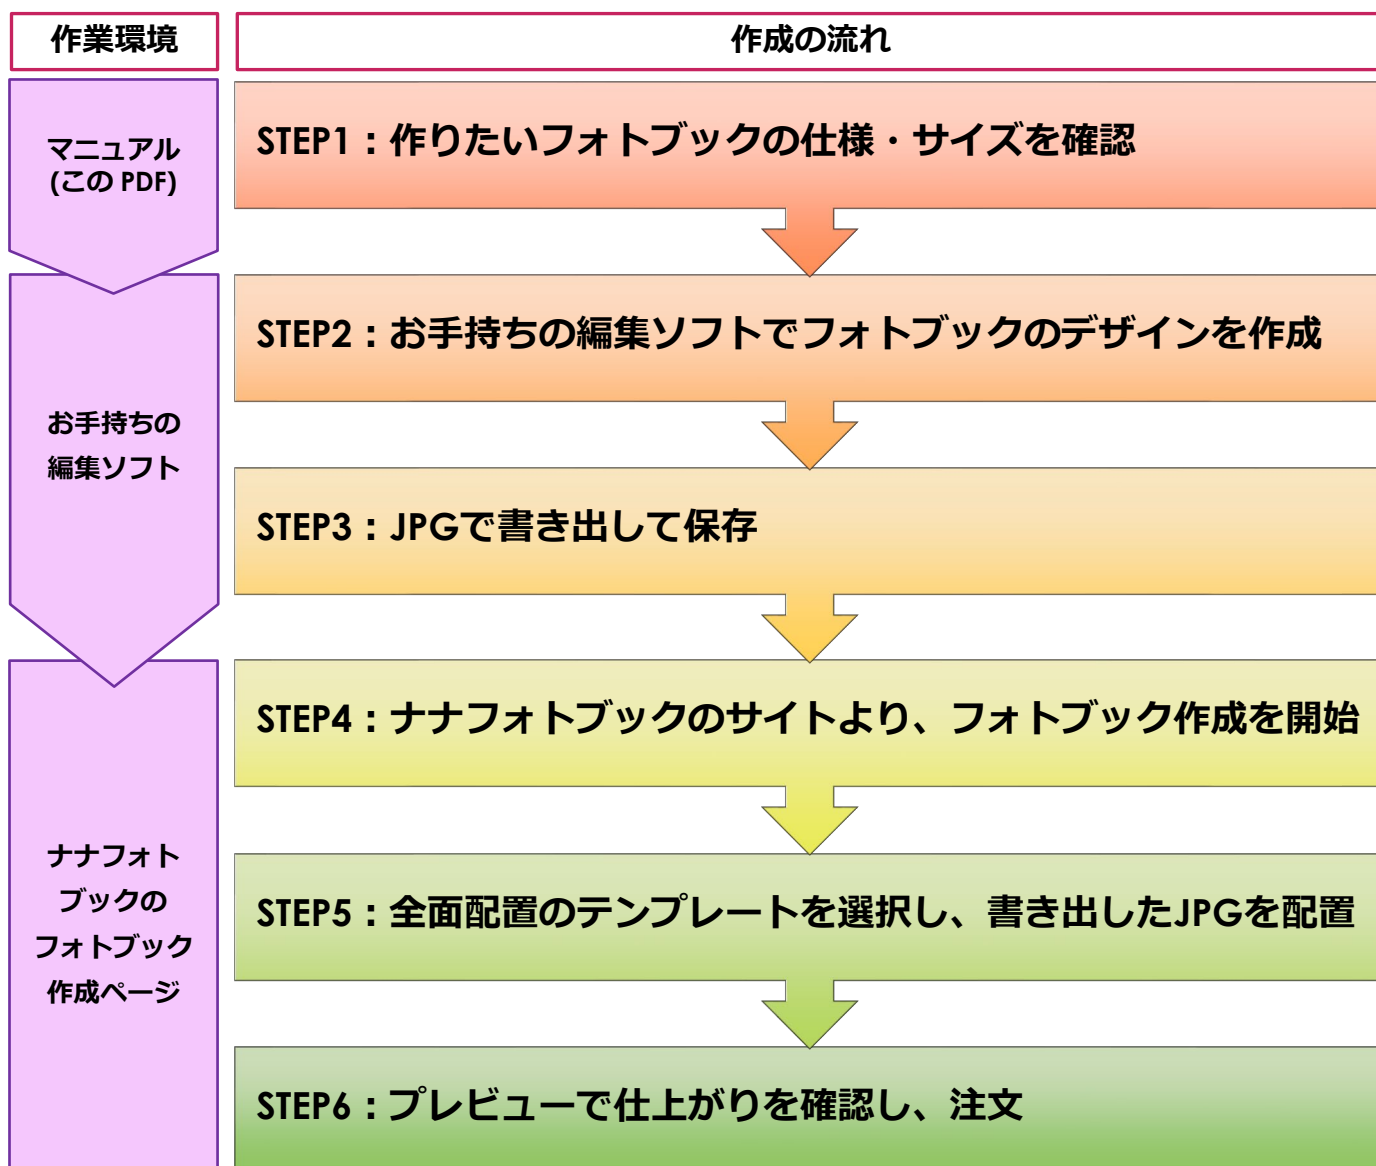 作業環境
作成の流れ
マニュアル
(この PDF)
STEP1：作りたいフォトブックの仕様・サイズを確認
お手持ちの
編集ソフト
STEP2：お手持ちの編集ソフトでフォトブックのデザインを作成
STEP3：JPGで書き出して保存
ナナフォト
ブックの
フォトブック
作成ページ
STEP4：ナナフォトブックのサイトより、フォトブック作成を開始
STEP5：全面配置のテンプレートを選択し、書き出したJPGを配置
STEP6：プレビューで仕上がりを確認し、注文